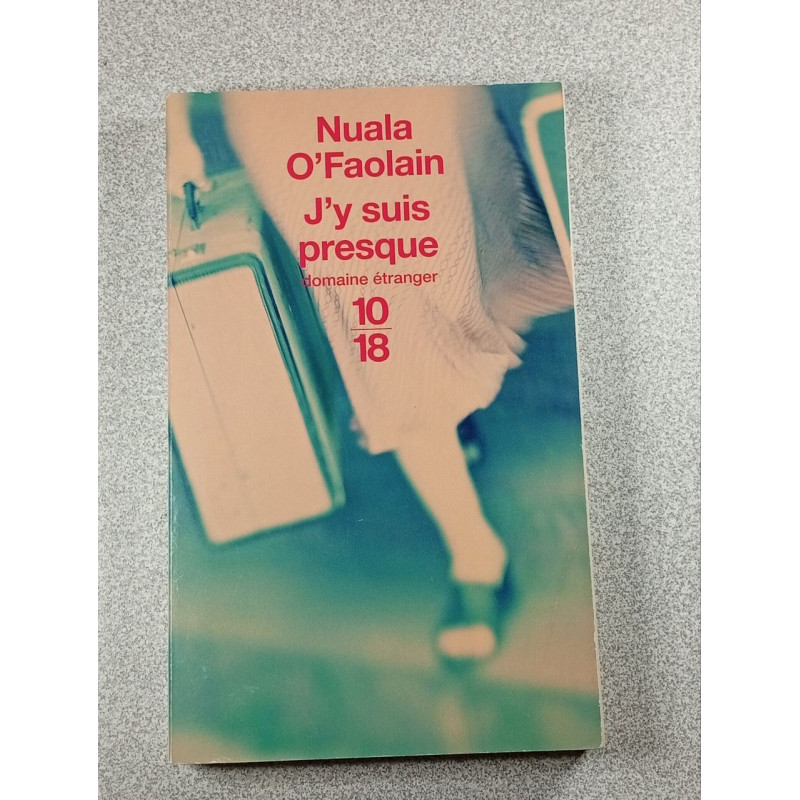 Nuala
O'Faolain
J'y suis
presque
domaine étranger
10
18